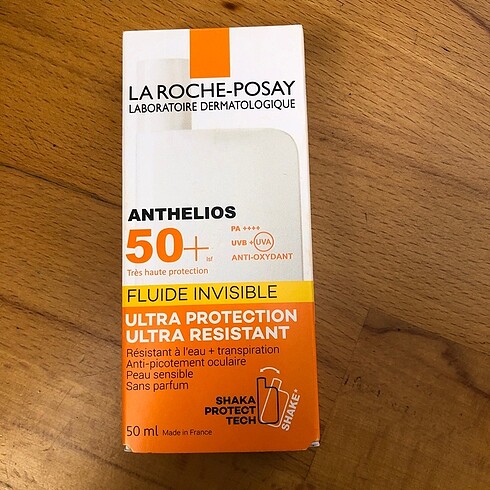 LA ROCHE-POSAY
LABORATOIRE DERMATOLOGIQUE
ANTHELIOS
50+
Très haute protection
PA ++++
UVB + UVA
ANTI-OXYDANT
FLUIDE INVISIBLE
ULTRA PROTECTION
ULTRA RESISTANT
Résistant à l'eau + transpiration
Anti-picotement oculaire
Peau sensible
Sans parfum
SHAKA
PROTECT
TECH
SHAKE*
50 ml Made in France